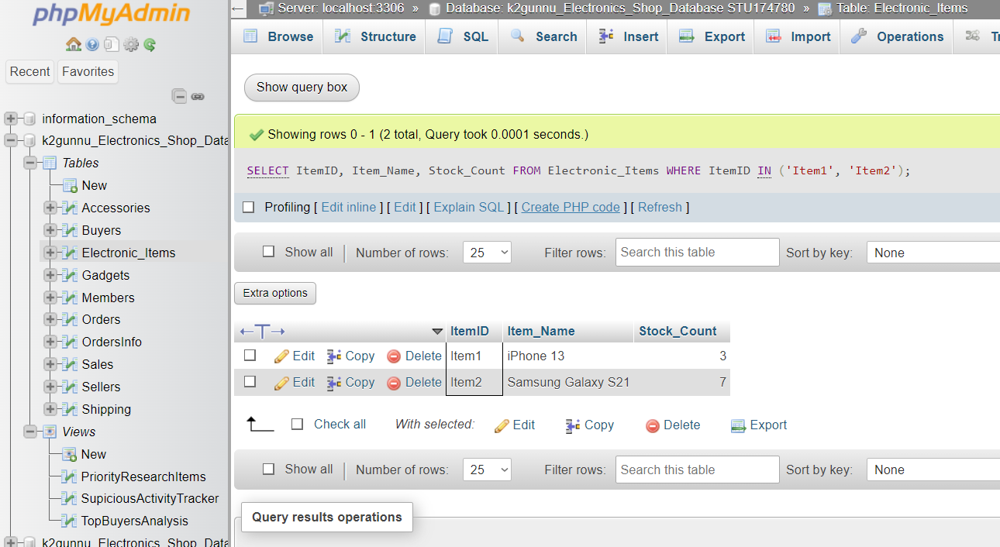 phpMyAdmin
Recent Favorites
information_schema
k2gunnu_Electronics_Shop_Data
Tables
New
Accessories
Buyers
Electronic_Items
Gadgets
Members
Orders
OrdersInfo
Sales
Sellers
Shipping
Views
New
PriorityResearchItems
SupiciousActivityTracker
TopBuyersAnalysis
k2gunnu_Electronics_Shop_Data
Server: localhost:3306 » Database: k2gunnu_Electronics_Shop_Database STU174780 » Table: Electronic_Items
Browse Structure SQL Search Insert Export Import Operations
Show query box
Showing rows 0 - 1 (2 total, Query took 0.0001 seconds.)
SELECT ItemID, Item_Name, Stock_Count FROM Electronic_Items WHERE ItemID IN ('Item1', 'Item2');
Profiling [ Edit inline ] [ Edit ] [ Explain SQL ] [ Create PHP code ] [ Refresh ]
Show all Number of rows: 25 Filter rows: Search this table Sort by key: None
Extra options
ItemID Item_Name Stock_Count
Edit Copy Delete Item1 iPhone 13 3
Edit Copy Delete Item2 Samsung Galaxy S21 7
Check all With selected: Edit Copy Delete Export
Show all Number of rows: 25 Filter rows: Search this table Sort by key: None
Query results operations